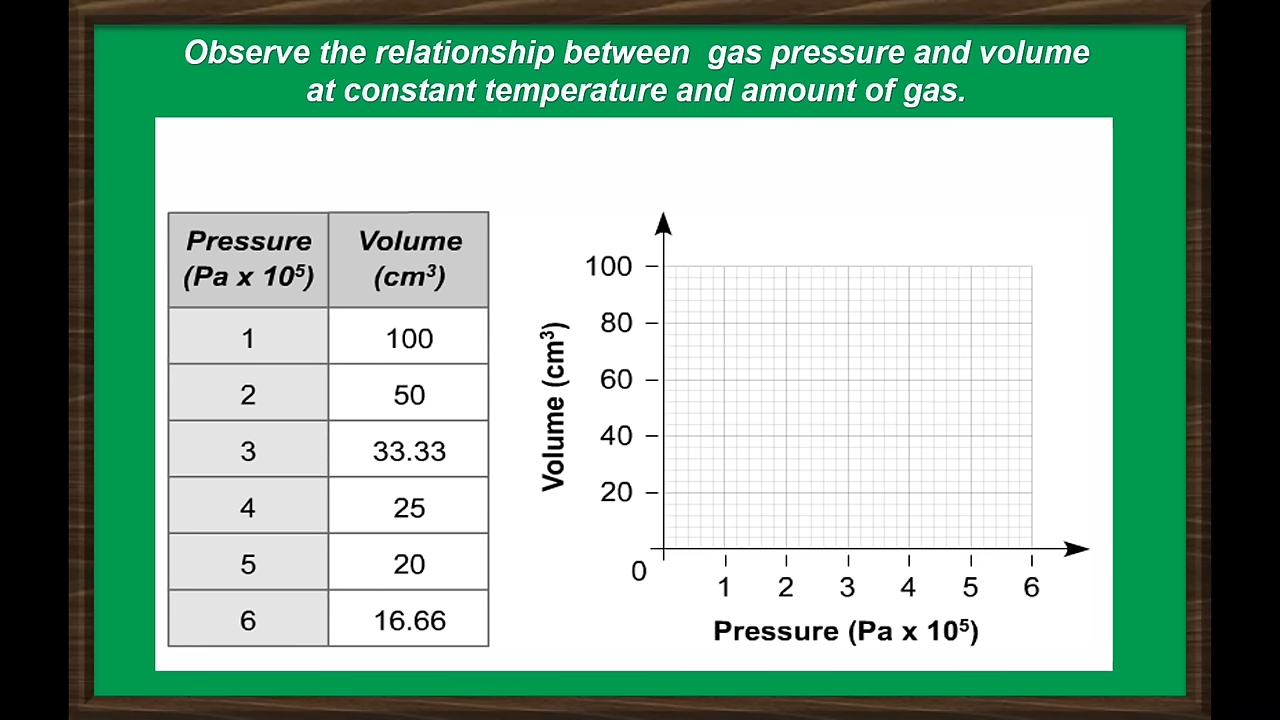 Observe the relationship between gas pressure and volume
at constant temperature and amount of gas.
Pressure Volume
(Pa x 10⁵) (cm³)
1 100
2 50
3 33.33
4 25
5 20
6 16.66
Volume (cm³)
100
80
60
40
20
0
1 2 3 4 5 6
Pressure (Pa x 10⁵)